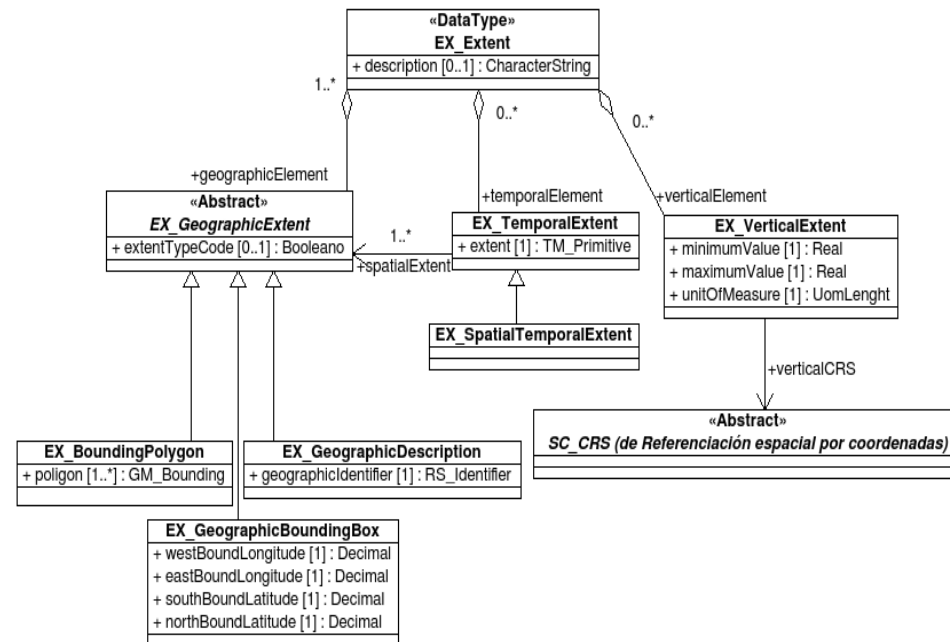 «DataType»
EX_Extent
+ description [0..1] : CharacterString
1..*
0..*
0..*
+geographicElement
+temporalElement
+verticalElement
«Abstract»
EX_GeographicExtent
+ extentTypeCode [0..1] : Booleano
1..*
+spatialExtent
EX_TemporalExtent
+ extent [1] : TM_Primitive
EX_VerticalExtent
+ minimumValue [1] : Real
+ maximumValue [1] : Real
+ unitOfMeasure [1] : UomLenght
EX_SpatialTemporalExtent
+verticalCRS
«Abstract»
SC_CRS (de Referenciación espacial por coordenadas)
EX_BoundingPolygon
+ poligon [1..*] : GM_Bounding
EX_GeographicDescription
+ geographicIdentifier [1] : RS_Identifier
EX_GeographicBoundingBox
+ westBoundLongitude [1] : Decimal
+ eastBoundLongitude [1] : Decimal
+ southBoundLatitude [1] : Decimal
+ northBoundLatitude [1] : Decimal